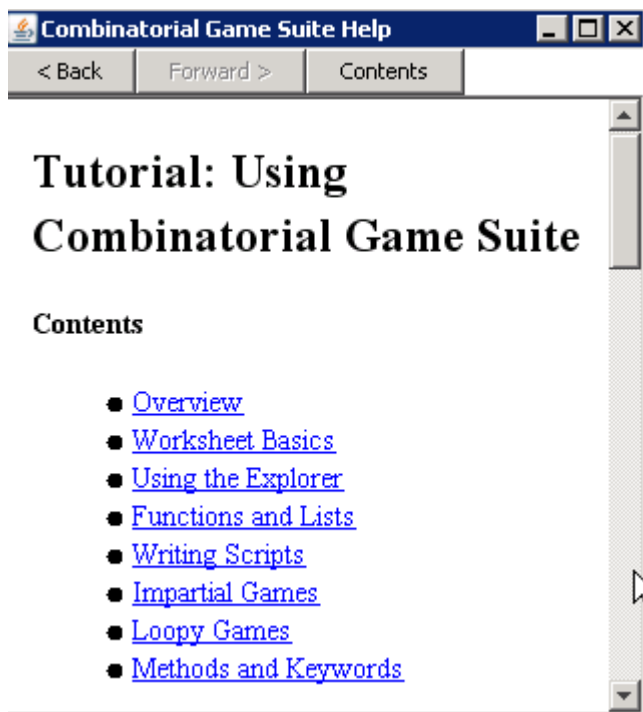 Combinatorial Game Suite Help
< Back Forward > Contents
Tutorial: Using
Combinatorial Game Suite
Contents
Overview
Worksheet Basics
Using the Explorer
Functions and Lists
Writing Scripts
Impartial Games
Loopy Games
Methods and Keywords